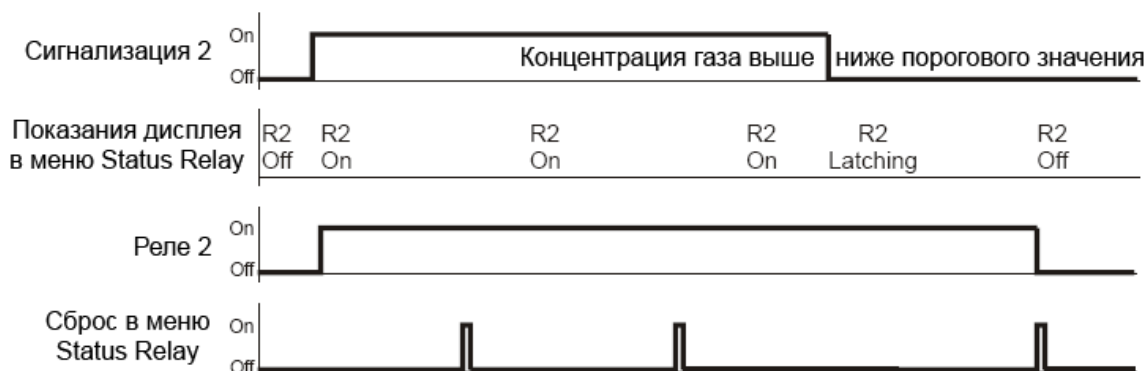 Сигнализация 2
On
Off
Концентрация газа выше ниже порогового значения
Показания дисплея
в меню Status Relay
R2 R2 R2 R2 R2 R2
Off On On On Latching Off
Реле 2
On
Off
Сброс в меню
Status Relay
On
Off